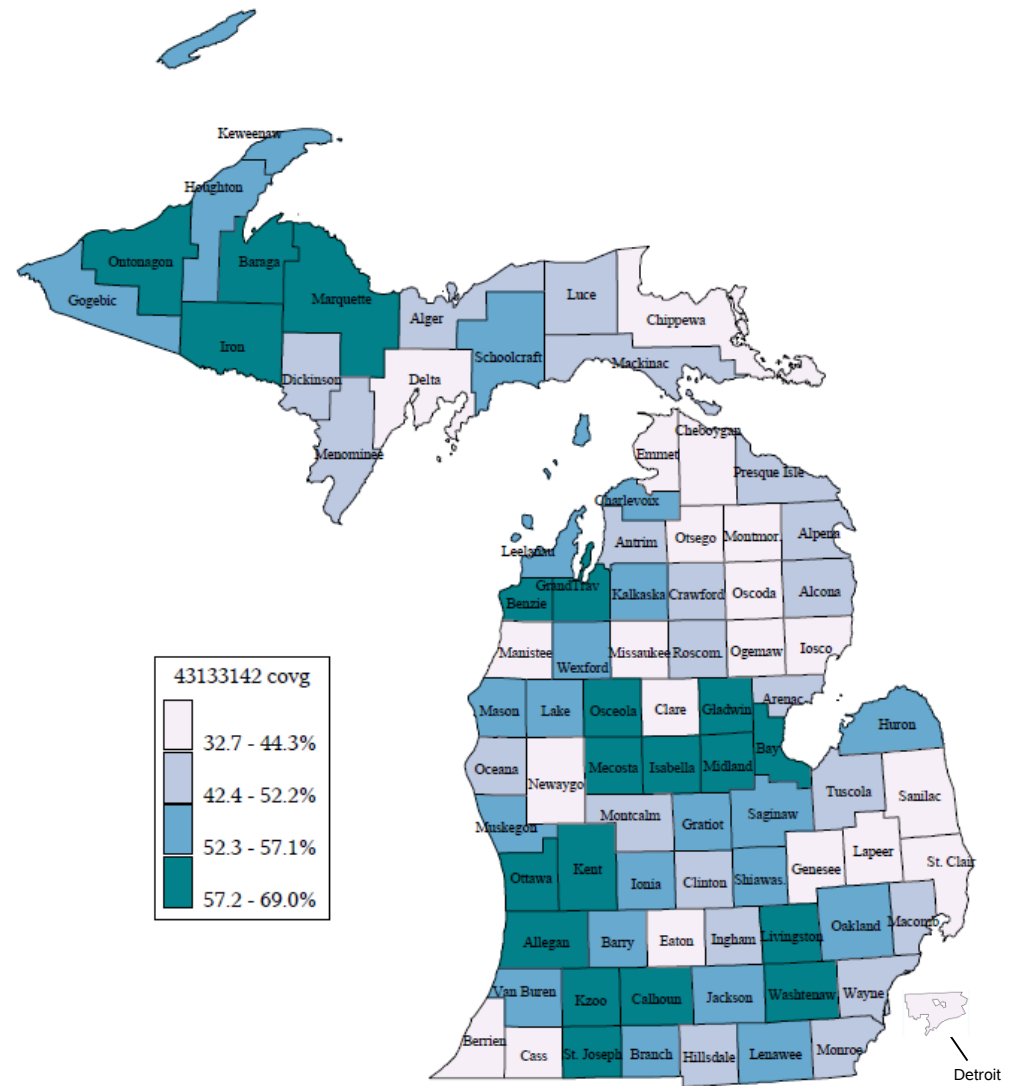 Keweenaw
Houghton
Ontonagon
Baraga
Gogebic
Marquette
Iron
Alger
Luce
Chippewa
Schoolcraft
Mackinac
Dickinson
Delta
Menominee
Cheboygan
Emmet
Presque Isle
Charlevoix
Antrim
Otsego
Montmor.
Alpena
GrandTrav
Benzie
Kalkaska
Crawford
Oscoda
Alcona
Manistee
Wexford
Missaukee
Roscom.
Ogemaw
Iosco
43133142 covg
32.7 - 44.3%
42.4 - 52.2%
52.3 - 57.1%
57.2 - 69.0%
Mason
Lake
Osceola
Clare
Gladwin
Arenac
Huron
Oceana
Newaygo
Mecosta
Isabella
Midland
Bay
Tuscola
Sanilac
Muskegon
Montcalm
Gratiot
Saginaw
Ottawa
Kent
Ionia
Clinton
Shiawas.
Genesee
Lapeer
St. Clair
Allegan
Barry
Eaton
Ingham
Livingston
Oakland
Macomb
Van Buren
Kzoo
Calhoun
Jackson
Washtenaw
Wayne
Berrien
Cass
St. Joseph
Branch
Hillsdale
Lenawee
Monroe
Detroit